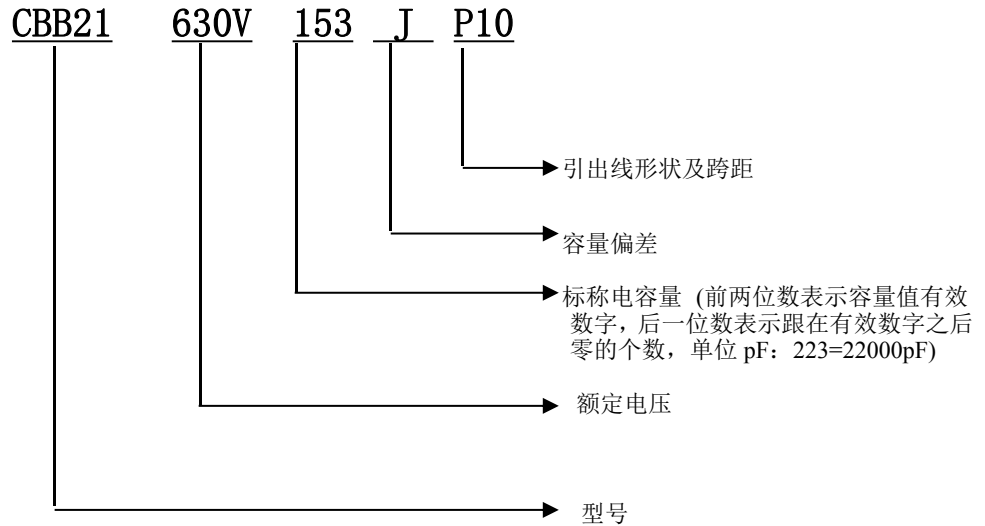 CBB21 630V 153 J P10
引出线形状及跨距
容量偏差
标称电容量 (前两位数表示容量值有效
数字，后一位数表示跟在有效数字之后
零的个数，单位 pF：223=22000pF)
额定电压
型号